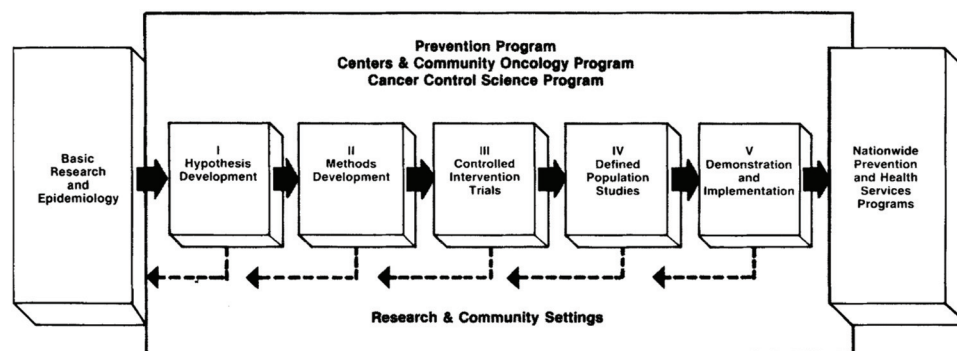 Prevention Program
Centers & Community Oncology Program
Cancer Control Science Program
Basic
Research
and
Epidemiology
I
Hypothesis
Development
II
Methods
Development
III
Controlled
Intervention
Trials
IV
Defined
Population
Studies
V
Demonstration
and
Implementation
Nationwide
Prevention
and Health
Services
Programs
Research & Community Settings